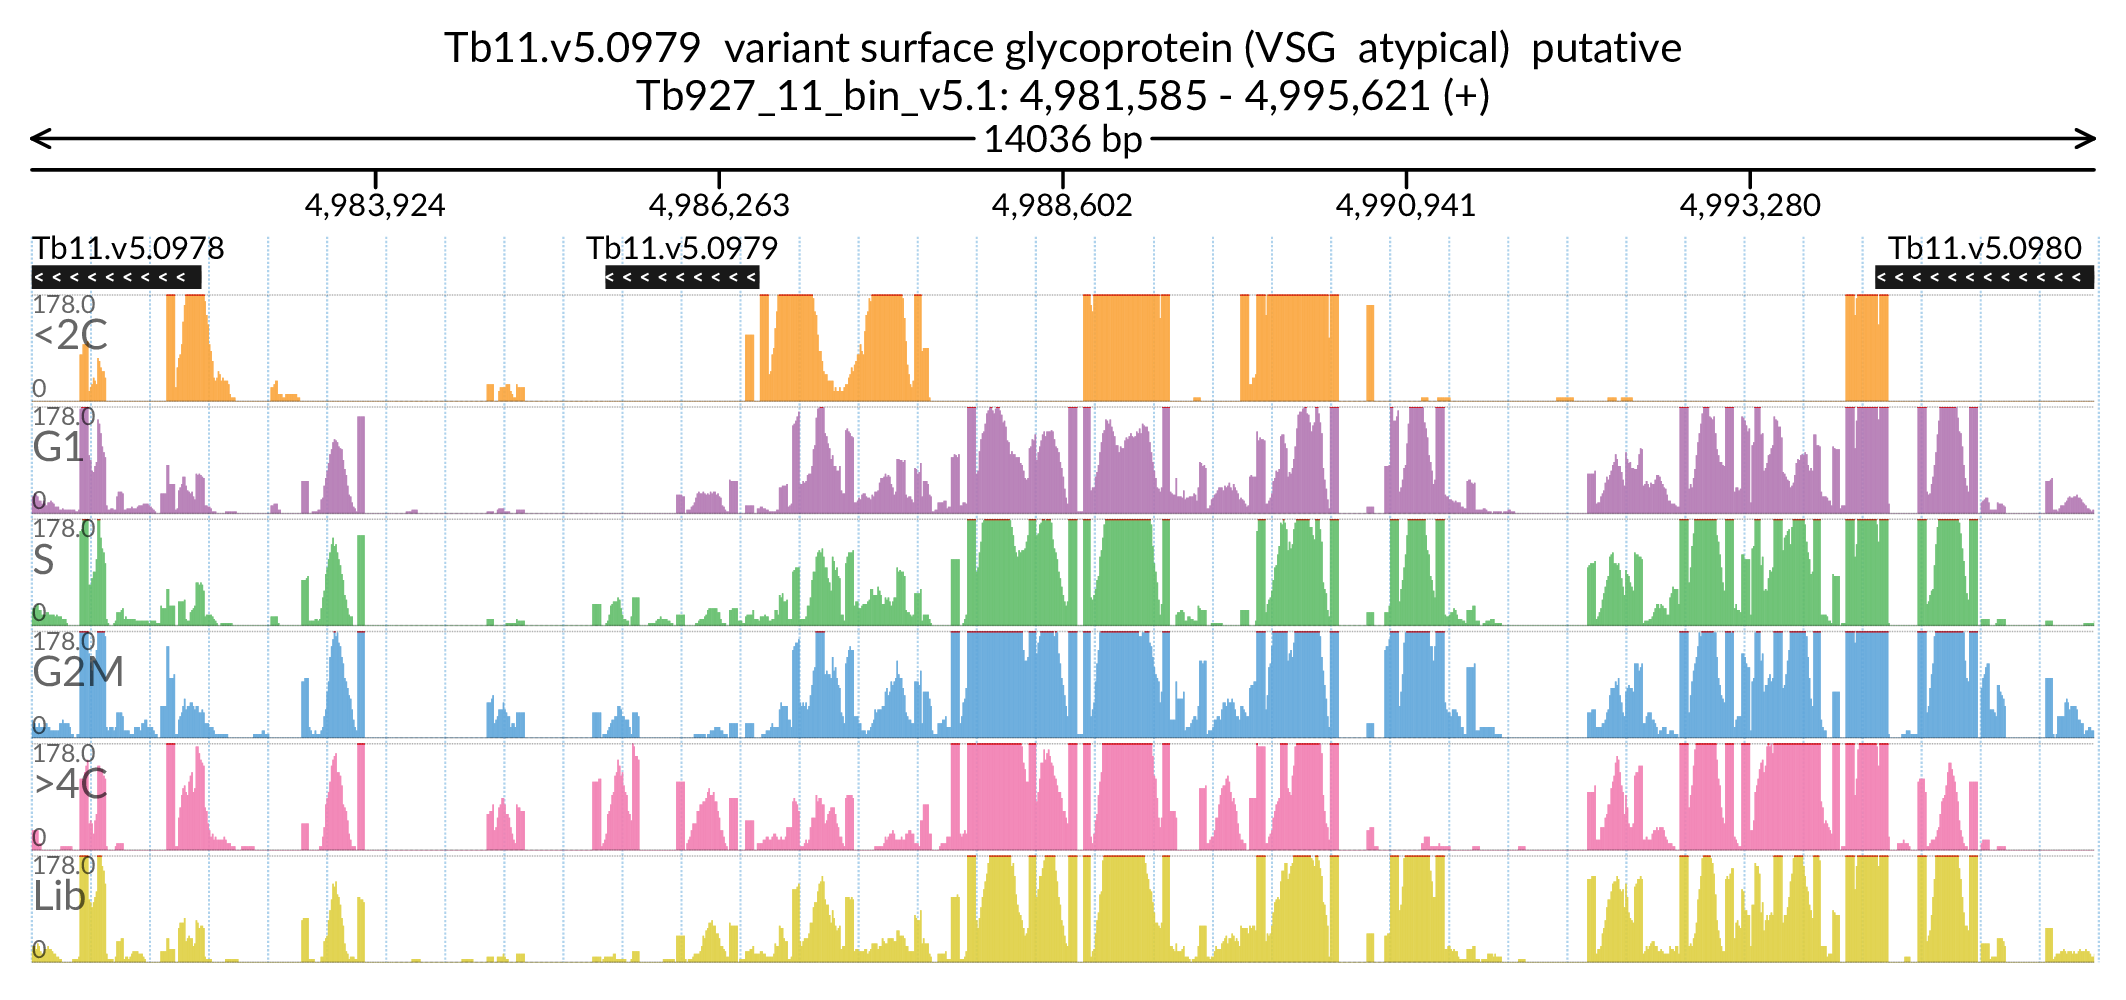 Tb11.v5.0979  variant surface glycoprotein (VSG  atypical)  putative
Tb927_11_bin_v5.1: 4,981,585 - 4,995,621 (+)
14036 bp
4,983,924 4,986,263 4,988,602 4,990,941 4,993,280
Tb11.v5.0978 Tb11.v5.0979 Tb11.v5.0980
178.0
<2C
0
178.0
G1
0
178.0
S
0
178.0
G2M
0
178.0
>4C
0
178.0
Lib
0